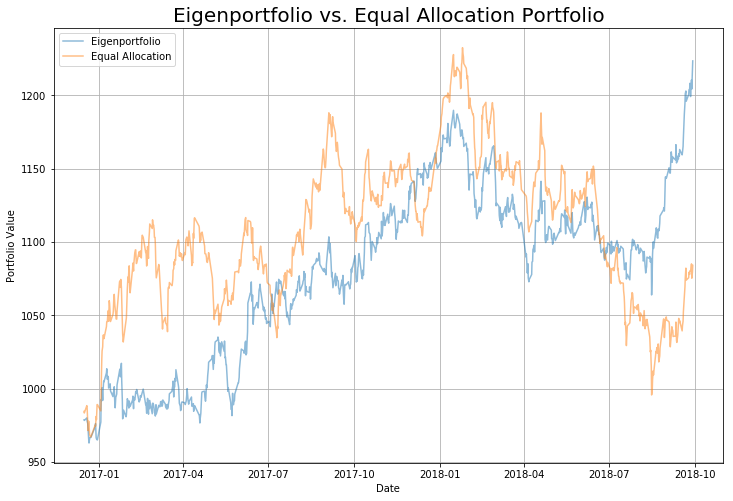 Eigenportfolio vs. Equal Allocation Portfolio
Eigenportfolio
Equal Allocation
1200
1150
1100
1050
1000
950
Portfolio Value
2017-01 2017-04 2017-07 2017-10 2018-01 2018-04 2018-07 2018-10
Date